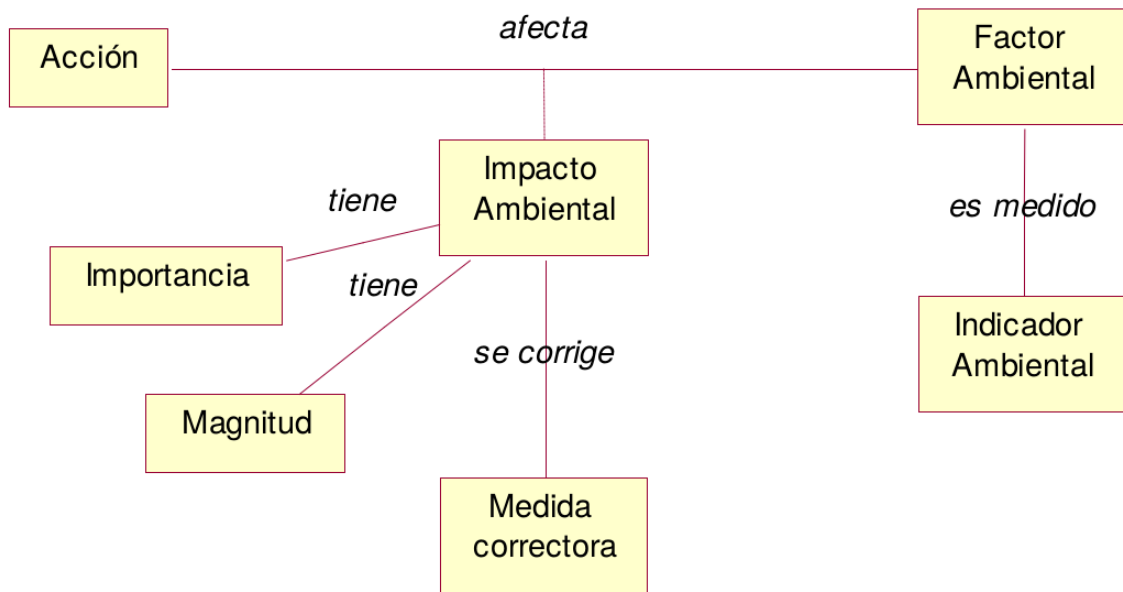 afecta
Acción
Factor
Ambiental
Impacto
Ambiental
tiene
es medido
Importancia
tiene
Indicador
Ambiental
se corrige
Magnitud
Medida
correctora